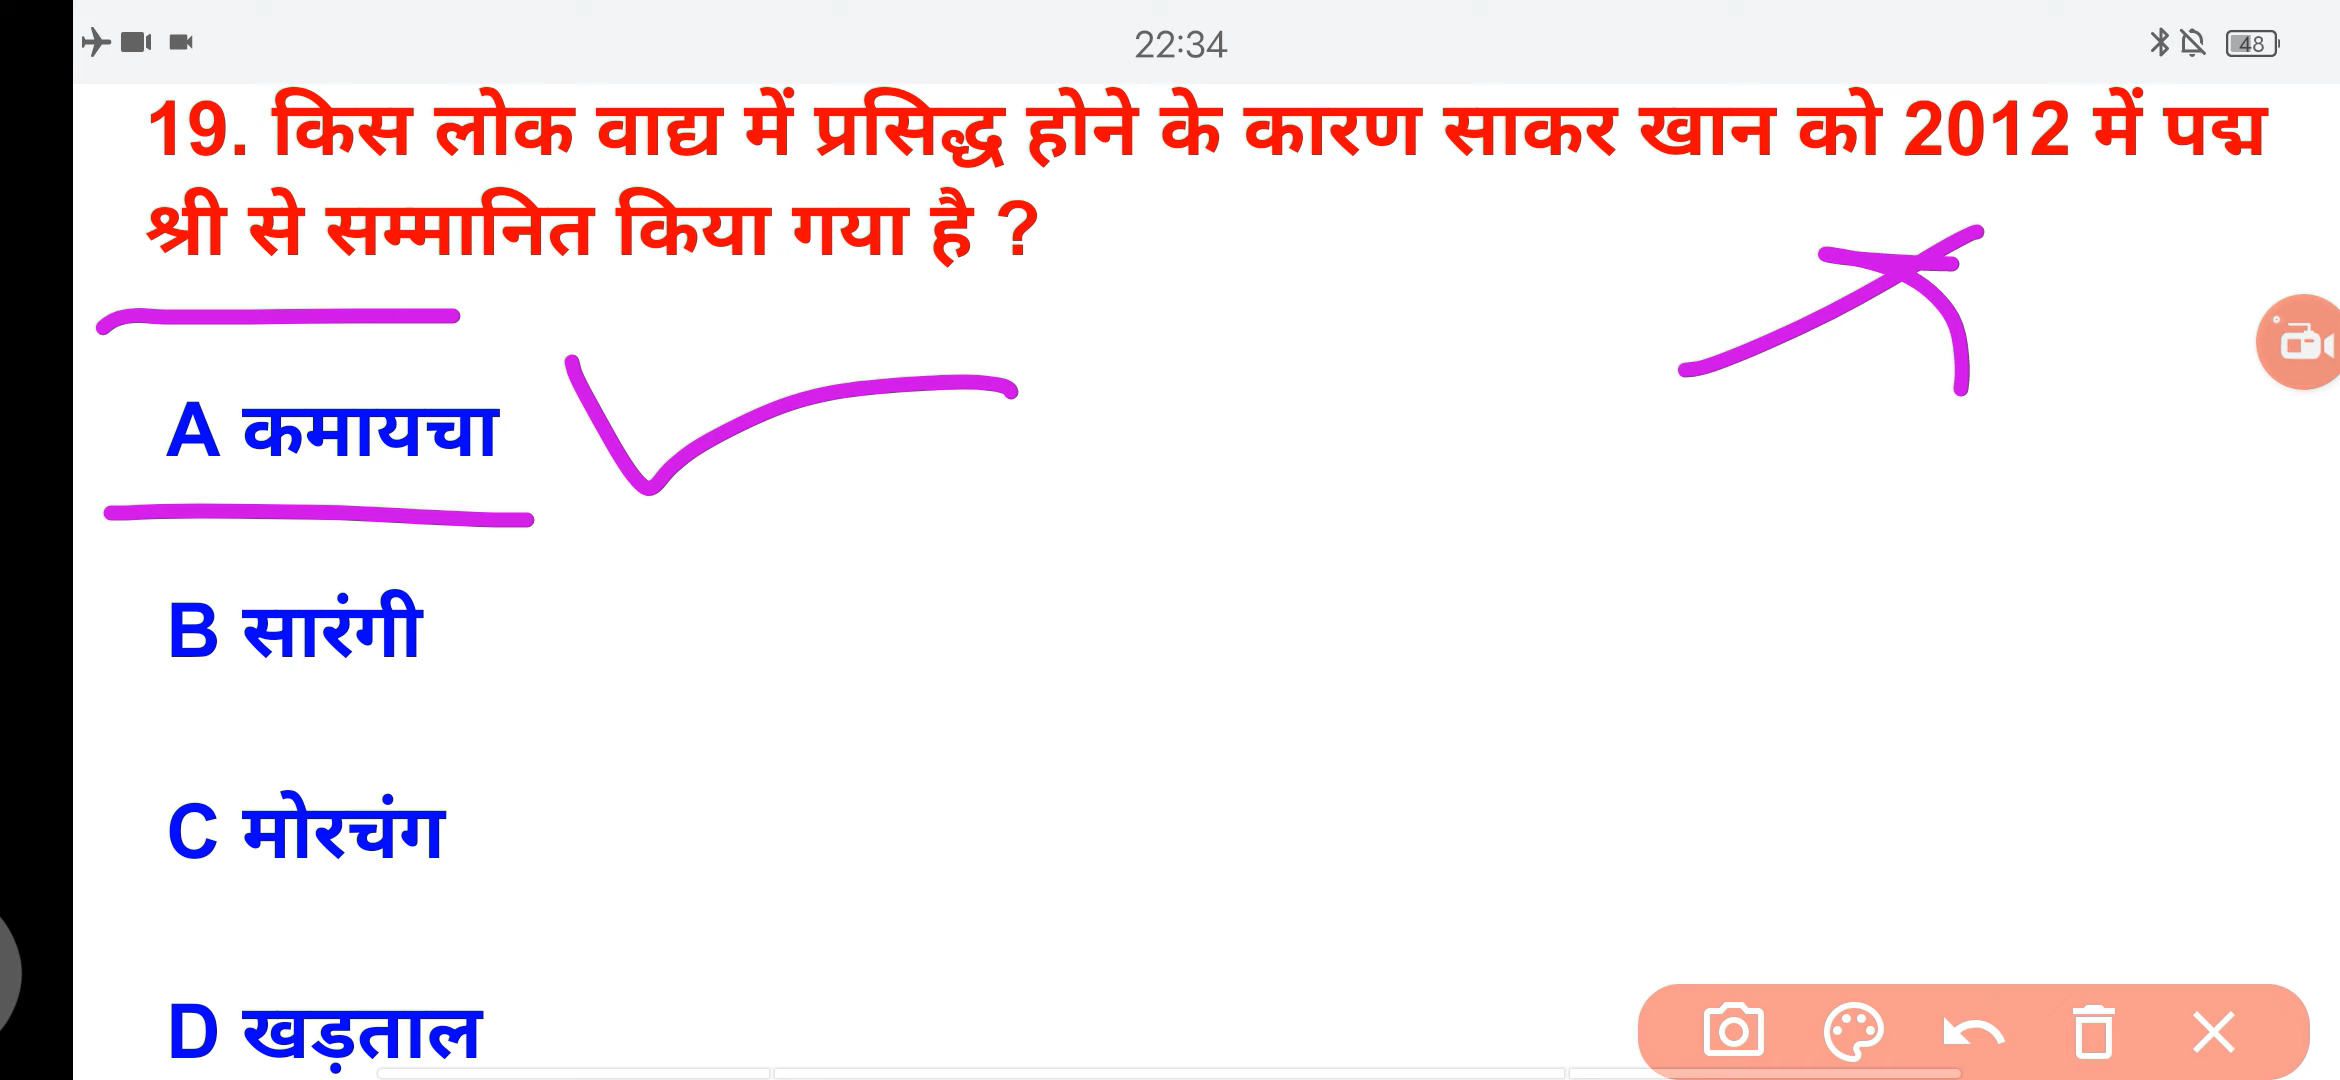 22:34
48
19. किस लोक वाद्य में प्रसिद्ध होने के कारण साकर खान को 2012 में पद्म
श्री से सम्मानित किया गया है ?
A कमायचा
B सारंगी
C मोरचंग
D खड़ताल